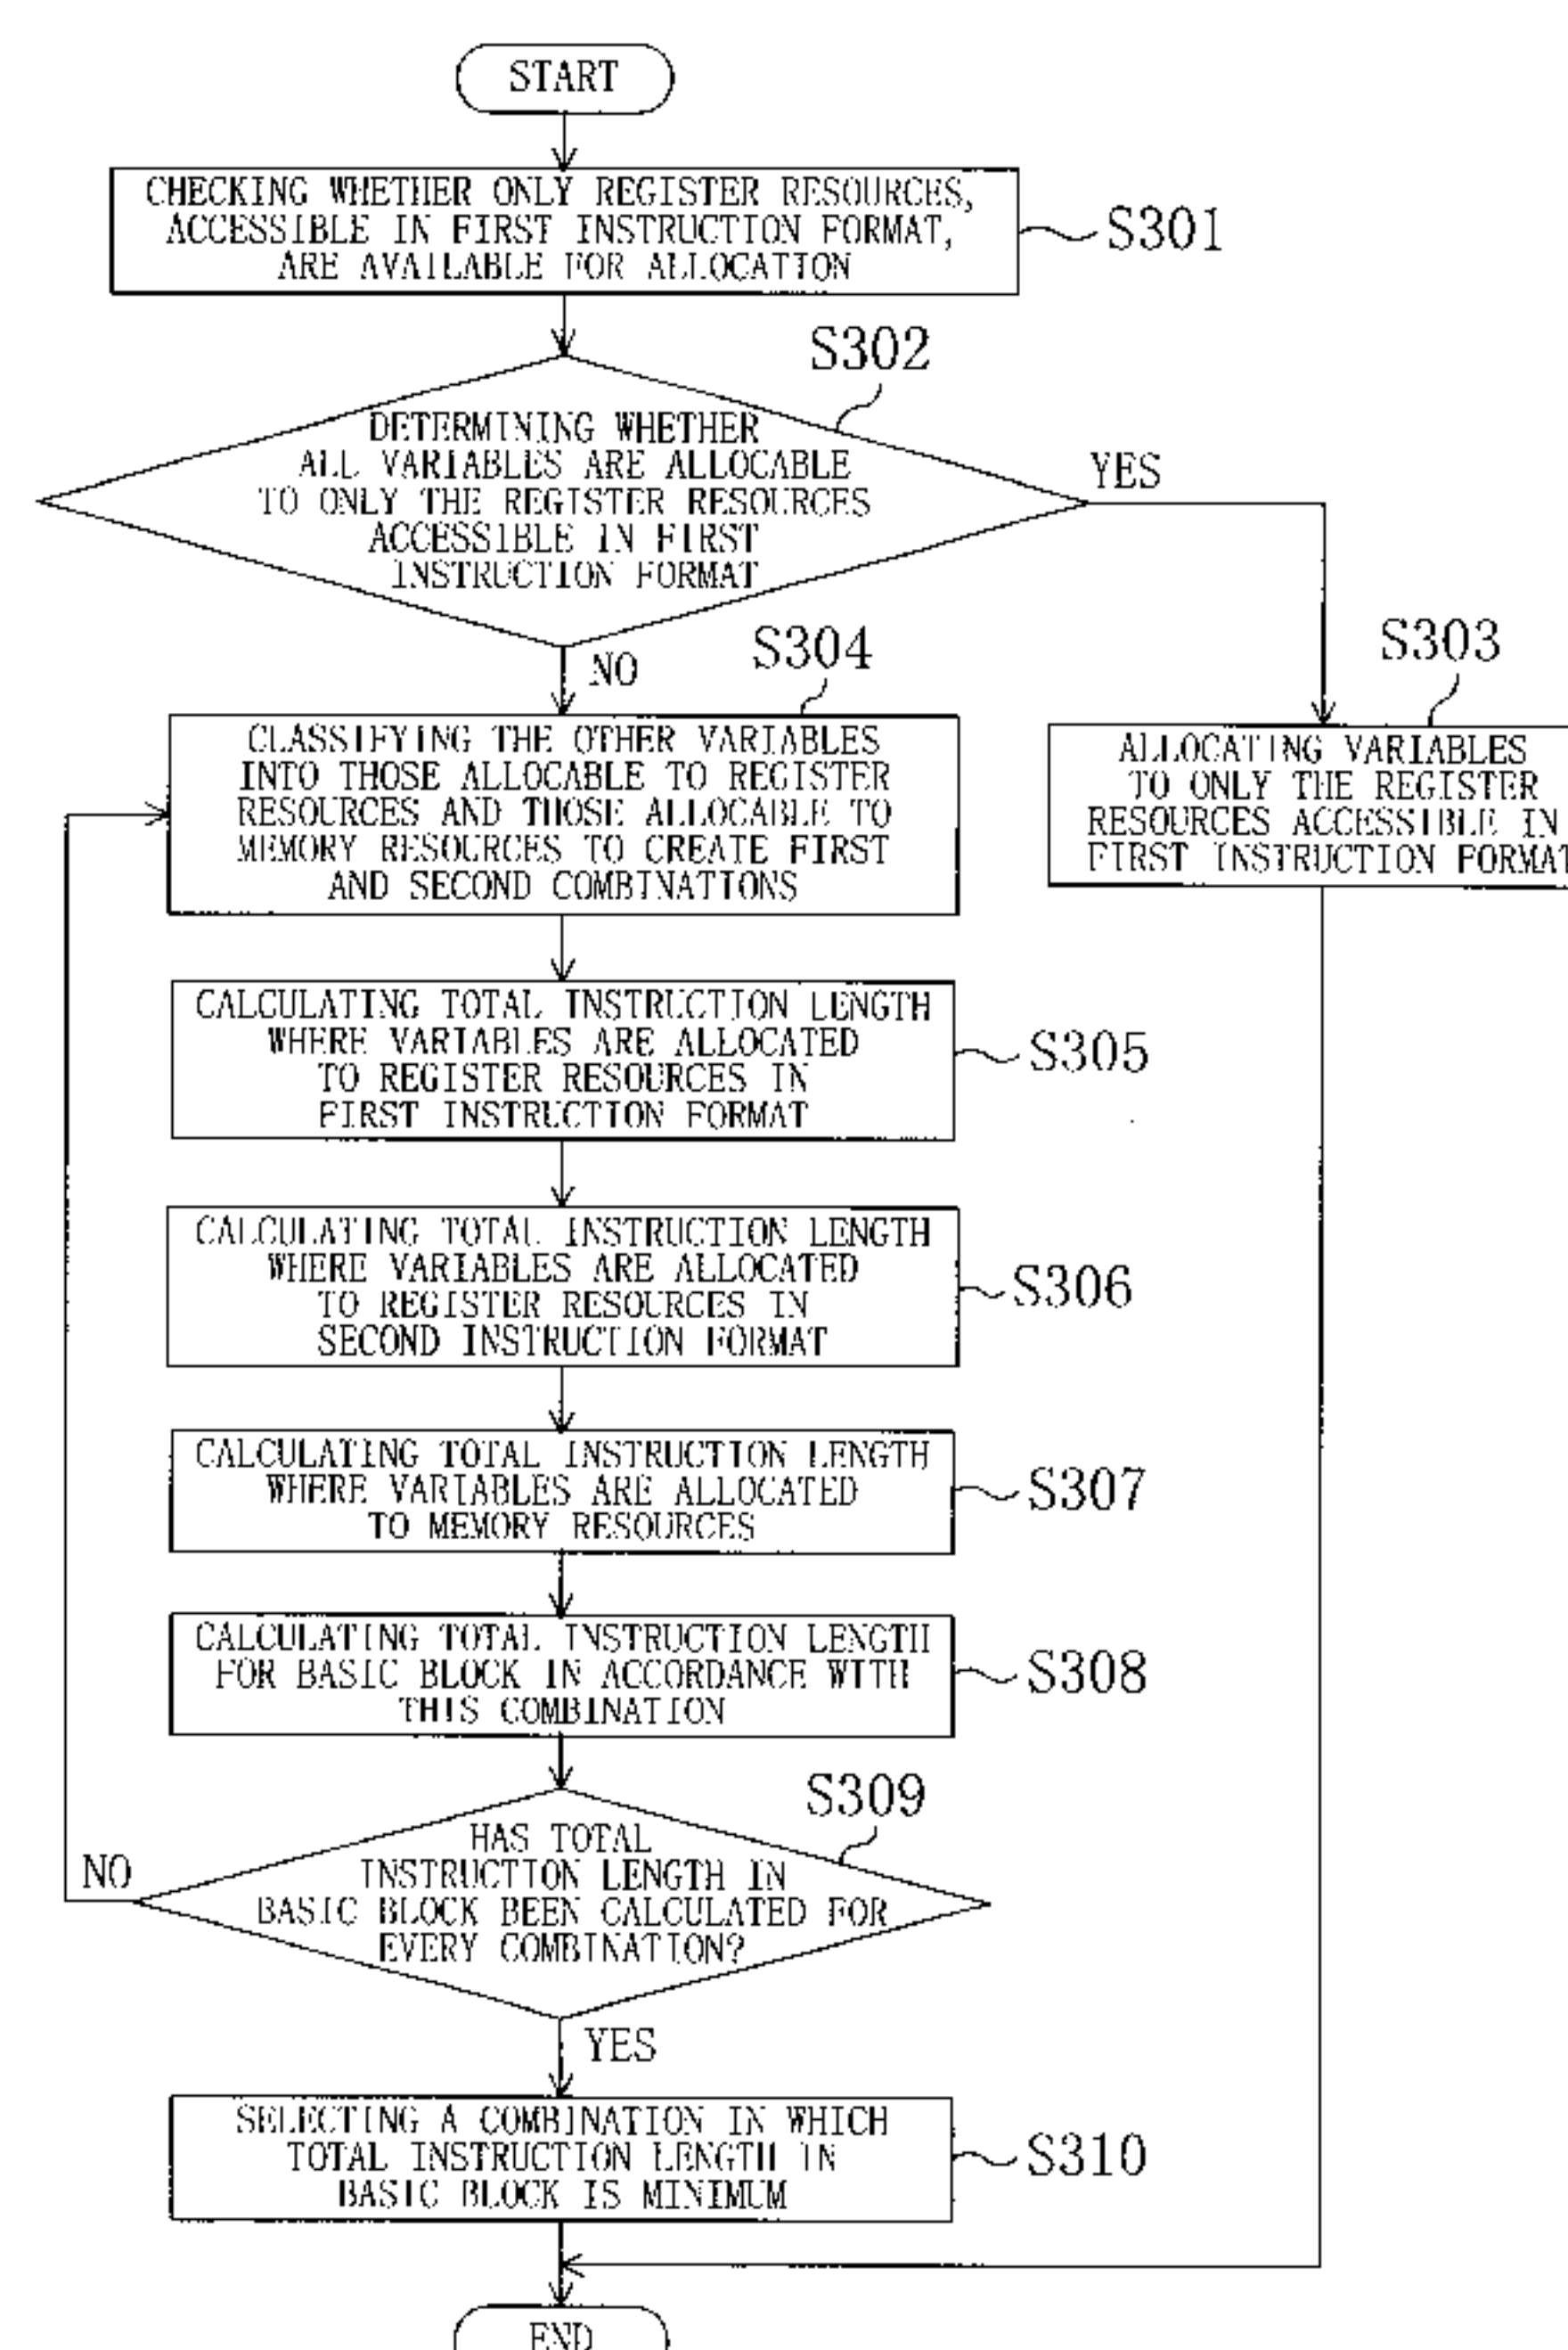 START
CHECKING WHETHER ONLY REGISTER RESOURCES,
ACCESSIBLE IN FIRST INSTRUCTION FORMAT,
ARE AVAILABLE FOR ALLOCATION
S301
S302
DETERMINING WHETHER
ALL VARIABLES ARE ALLOCABLE
TO ONLY THE REGISTER RESOURCES
ACCESSIBLE IN FIRST
INSTRUCTION FORMAT
YES
NO
S303
ALLOCATING VARIABLES
TO ONLY THE REGISTER
RESOURCES ACCESSIBLE IN
FIRST INSTRUCTION FORMAT
S304
CLASSIFYING THE OTHER VARIABLES
INTO THOSE ALLOCABLE TO REGISTER
RESOURCES AND THOSE ALLOCABLE TO
MEMORY RESOURCES TO CREATE FIRST
AND SECOND COMBINATIONS
CALCULATING TOTAL INSTRUCTION LENGTH
WHERE VARIABLES ARE ALLOCATED
TO REGISTER RESOURCES IN
FIRST INSTRUCTION FORMAT
S305
CALCULATING TOTAL INSTRUCTION LENGTH
WHERE VARIABLES ARE ALLOCATED
TO REGISTER RESOURCES IN
SECOND INSTRUCTION FORMAT
S306
CALCULATING TOTAL INSTRUCTION LENGTH
WHERE VARIABLES ARE ALLOCATED
TO MEMORY RESOURCES
S307
CALCULATING TOTAL INSTRUCTION LENGTH
FOR BASIC BLOCK IN ACCORDANCE WITH
THIS COMBINATION
S308
S309
HAS TOTAL
INSTRUCTION LENGTH IN
BASIC BLOCK BEEN CALCULATED FOR
EVERY COMBINATION?
NO
YES
SELECTING A COMBINATION IN WHICH
TOTAL INSTRUCTION LENGTH IN
BASIC BLOCK IS MINIMUM
S310
END